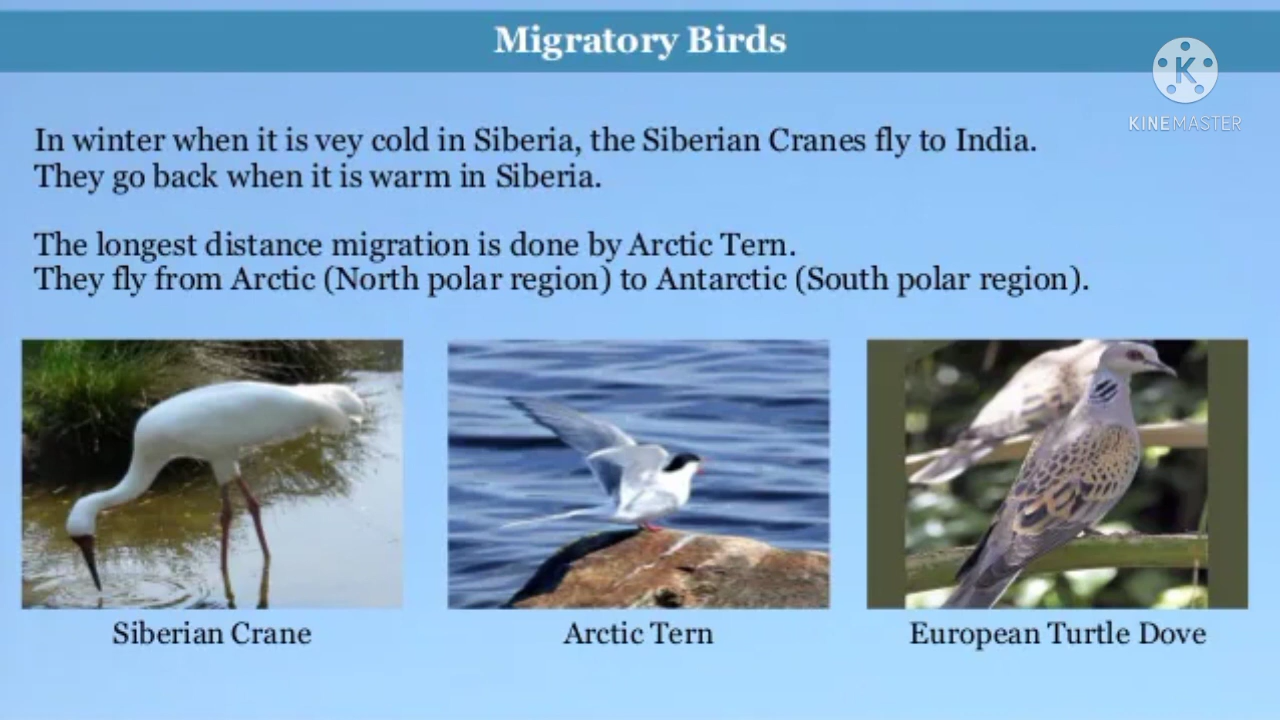 Migratory Birds
K
KINEMASTER
In winter when it is vey cold in Siberia, the Siberian Cranes fly to India.
They go back when it is warm in Siberia.
The longest distance migration is done by Arctic Tern.
They fly from Arctic (North polar region) to Antarctic (South polar region).
Siberian Crane
Arctic Tern
European Turtle Dove